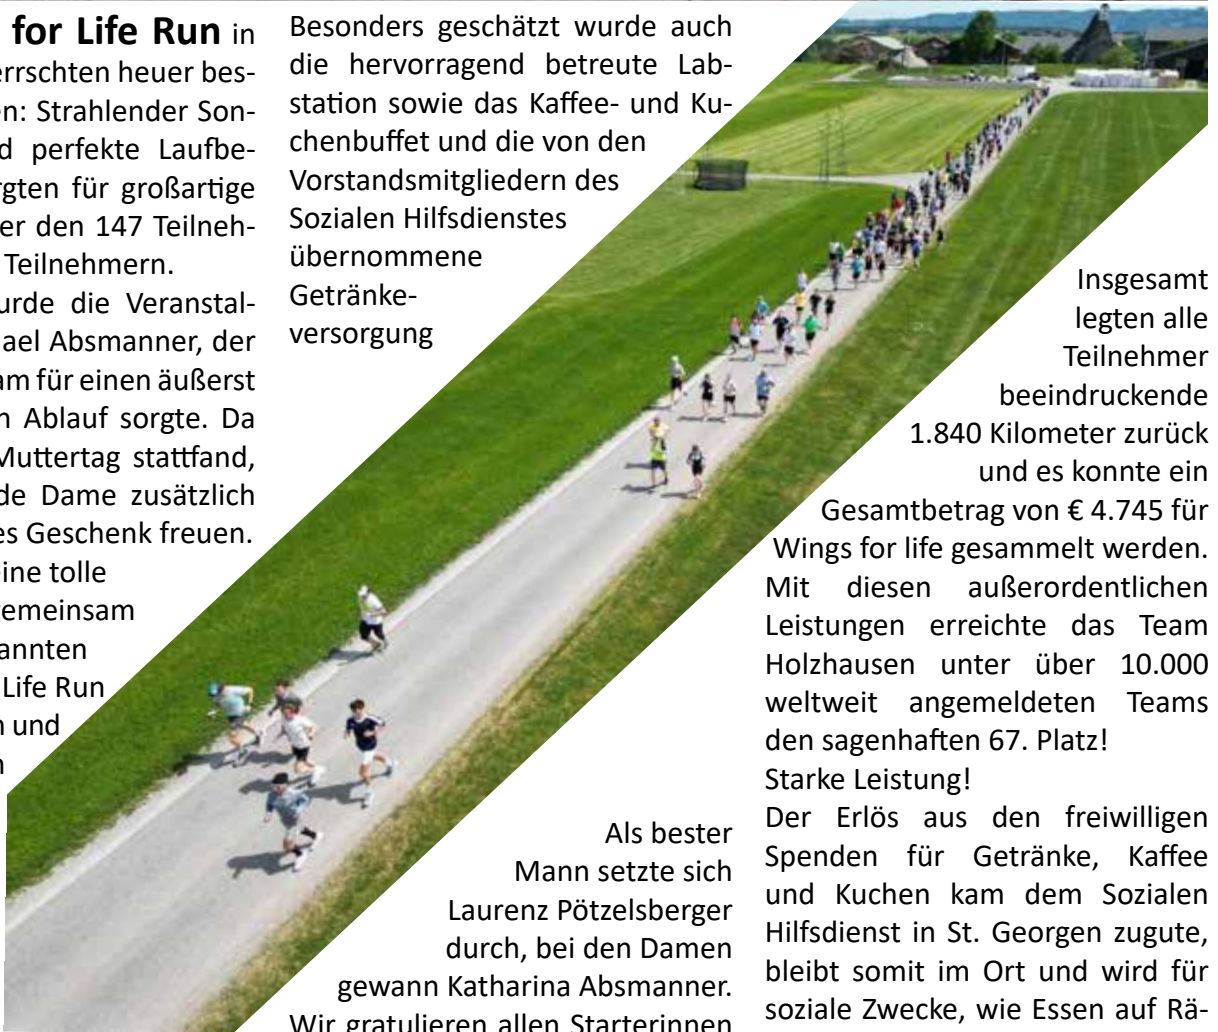 for Life Run in
errschten heuer bes-
en: Strahlender Son-
d perfekte Laufbe-
rgten für großartige
er den 147 Teilneh-
Teilnehmern.
urde die Veranstal-
ael Absmanner, der
am für einen äußerst
n Ablauf sorgte. Da
Muttertag stattfand,
de Dame zusätzlich
es Geschenk freuen.
eine tolle
gemeinsam
annten
Life Run
n und
n
Besonders geschätzt wurde auch
die hervorragend betreute Lab-
station sowie das Kaffee- und Ku-
chenbuffet und die von den
Vorstandsmitgliedern des
Sozialen Hilfsdienstes
übernommene
Getränke-
versorgung
Als bester
Mann setzte sich
Laurenz Pötzelsberger
durch, bei den Damen
gewann Katharina Absmanner.
Wir gratulieren allen Starterinnen
Insgesamt
legten alle
Teilnehmer
beeindruckende
1.840 Kilometer zurück
und es konnte ein
Gesamtbetrag von € 4.745 für
Wings for life gesammelt werden.
Mit diesen außerordentlichen
Leistungen erreichte das Team
Holzhausen unter über 10.000
weltweit angemeldeten Teams
den sagenhaften 67. Platz!
Starke Leistung!
Der Erlös aus den freiwilligen
Spenden für Getränke, Kaffee
und Kuchen kam dem Sozialen
Hilfsdienst in St. Georgen zugute,
bleibt somit im Ort und wird für
soziale Zwecke, wie Essen auf Rä-